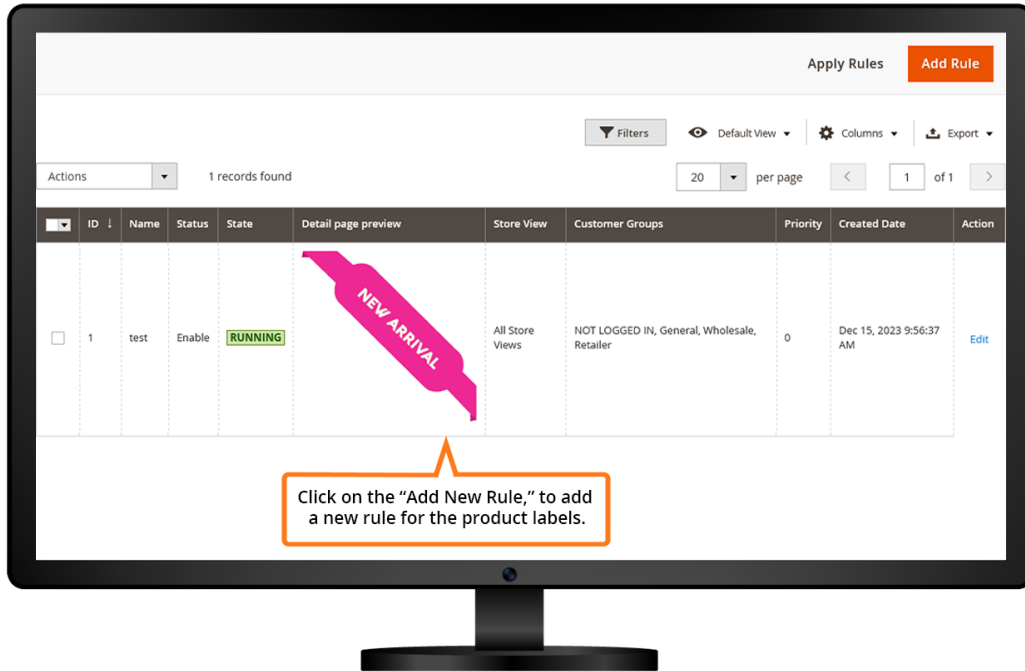 Apply Rules Add Rule
Filters Default View Columns Export
Actions 1 records found 20 per page 1 of 1
ID Name Status State Detail page preview Store View Customer Groups Priority Created Date Action
NEW ARRIVAL
1 test Enable RUNNING All Store NOT LOGGED IN, General, Wholesale, 0 Dec 15, 2023 9:56:37 Edit
Views Retailer AM
Click on the “Add New Rule,” to add
a new rule for the product labels.